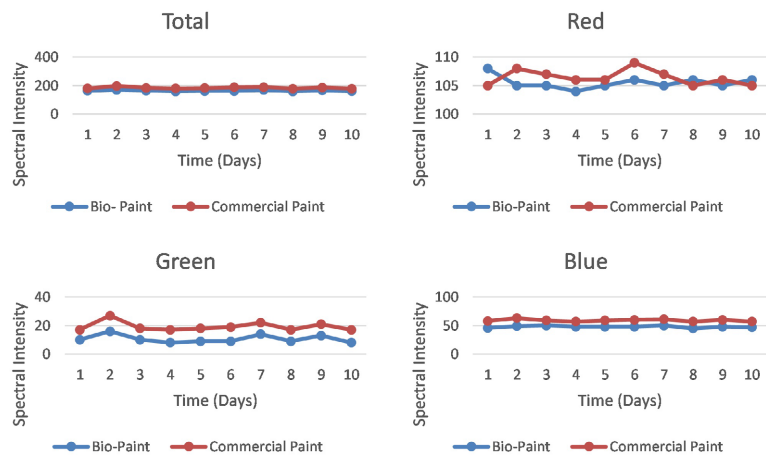 Total
400
200
0
Spectral Intensity
1 2 3 4 5 6 7 8 9 10
Time (Days)
Bio- Paint Commercial Paint
Red
110
105
100
Spectral Intensity
1 2 3 4 5 6 7 8 9 10
Time (Days)
Bio-Paint Commercial Paint
Green
40
20
0
Spectral Intensity
1 2 3 4 5 6 7 8 9 10
Time (Days)
Bio-Paint Commercial Paint
Blue
100
50
0
Spectral Intensity
1 2 3 4 5 6 7 8 9 10
Time (Days)
Bio-Paint Commercial Paint